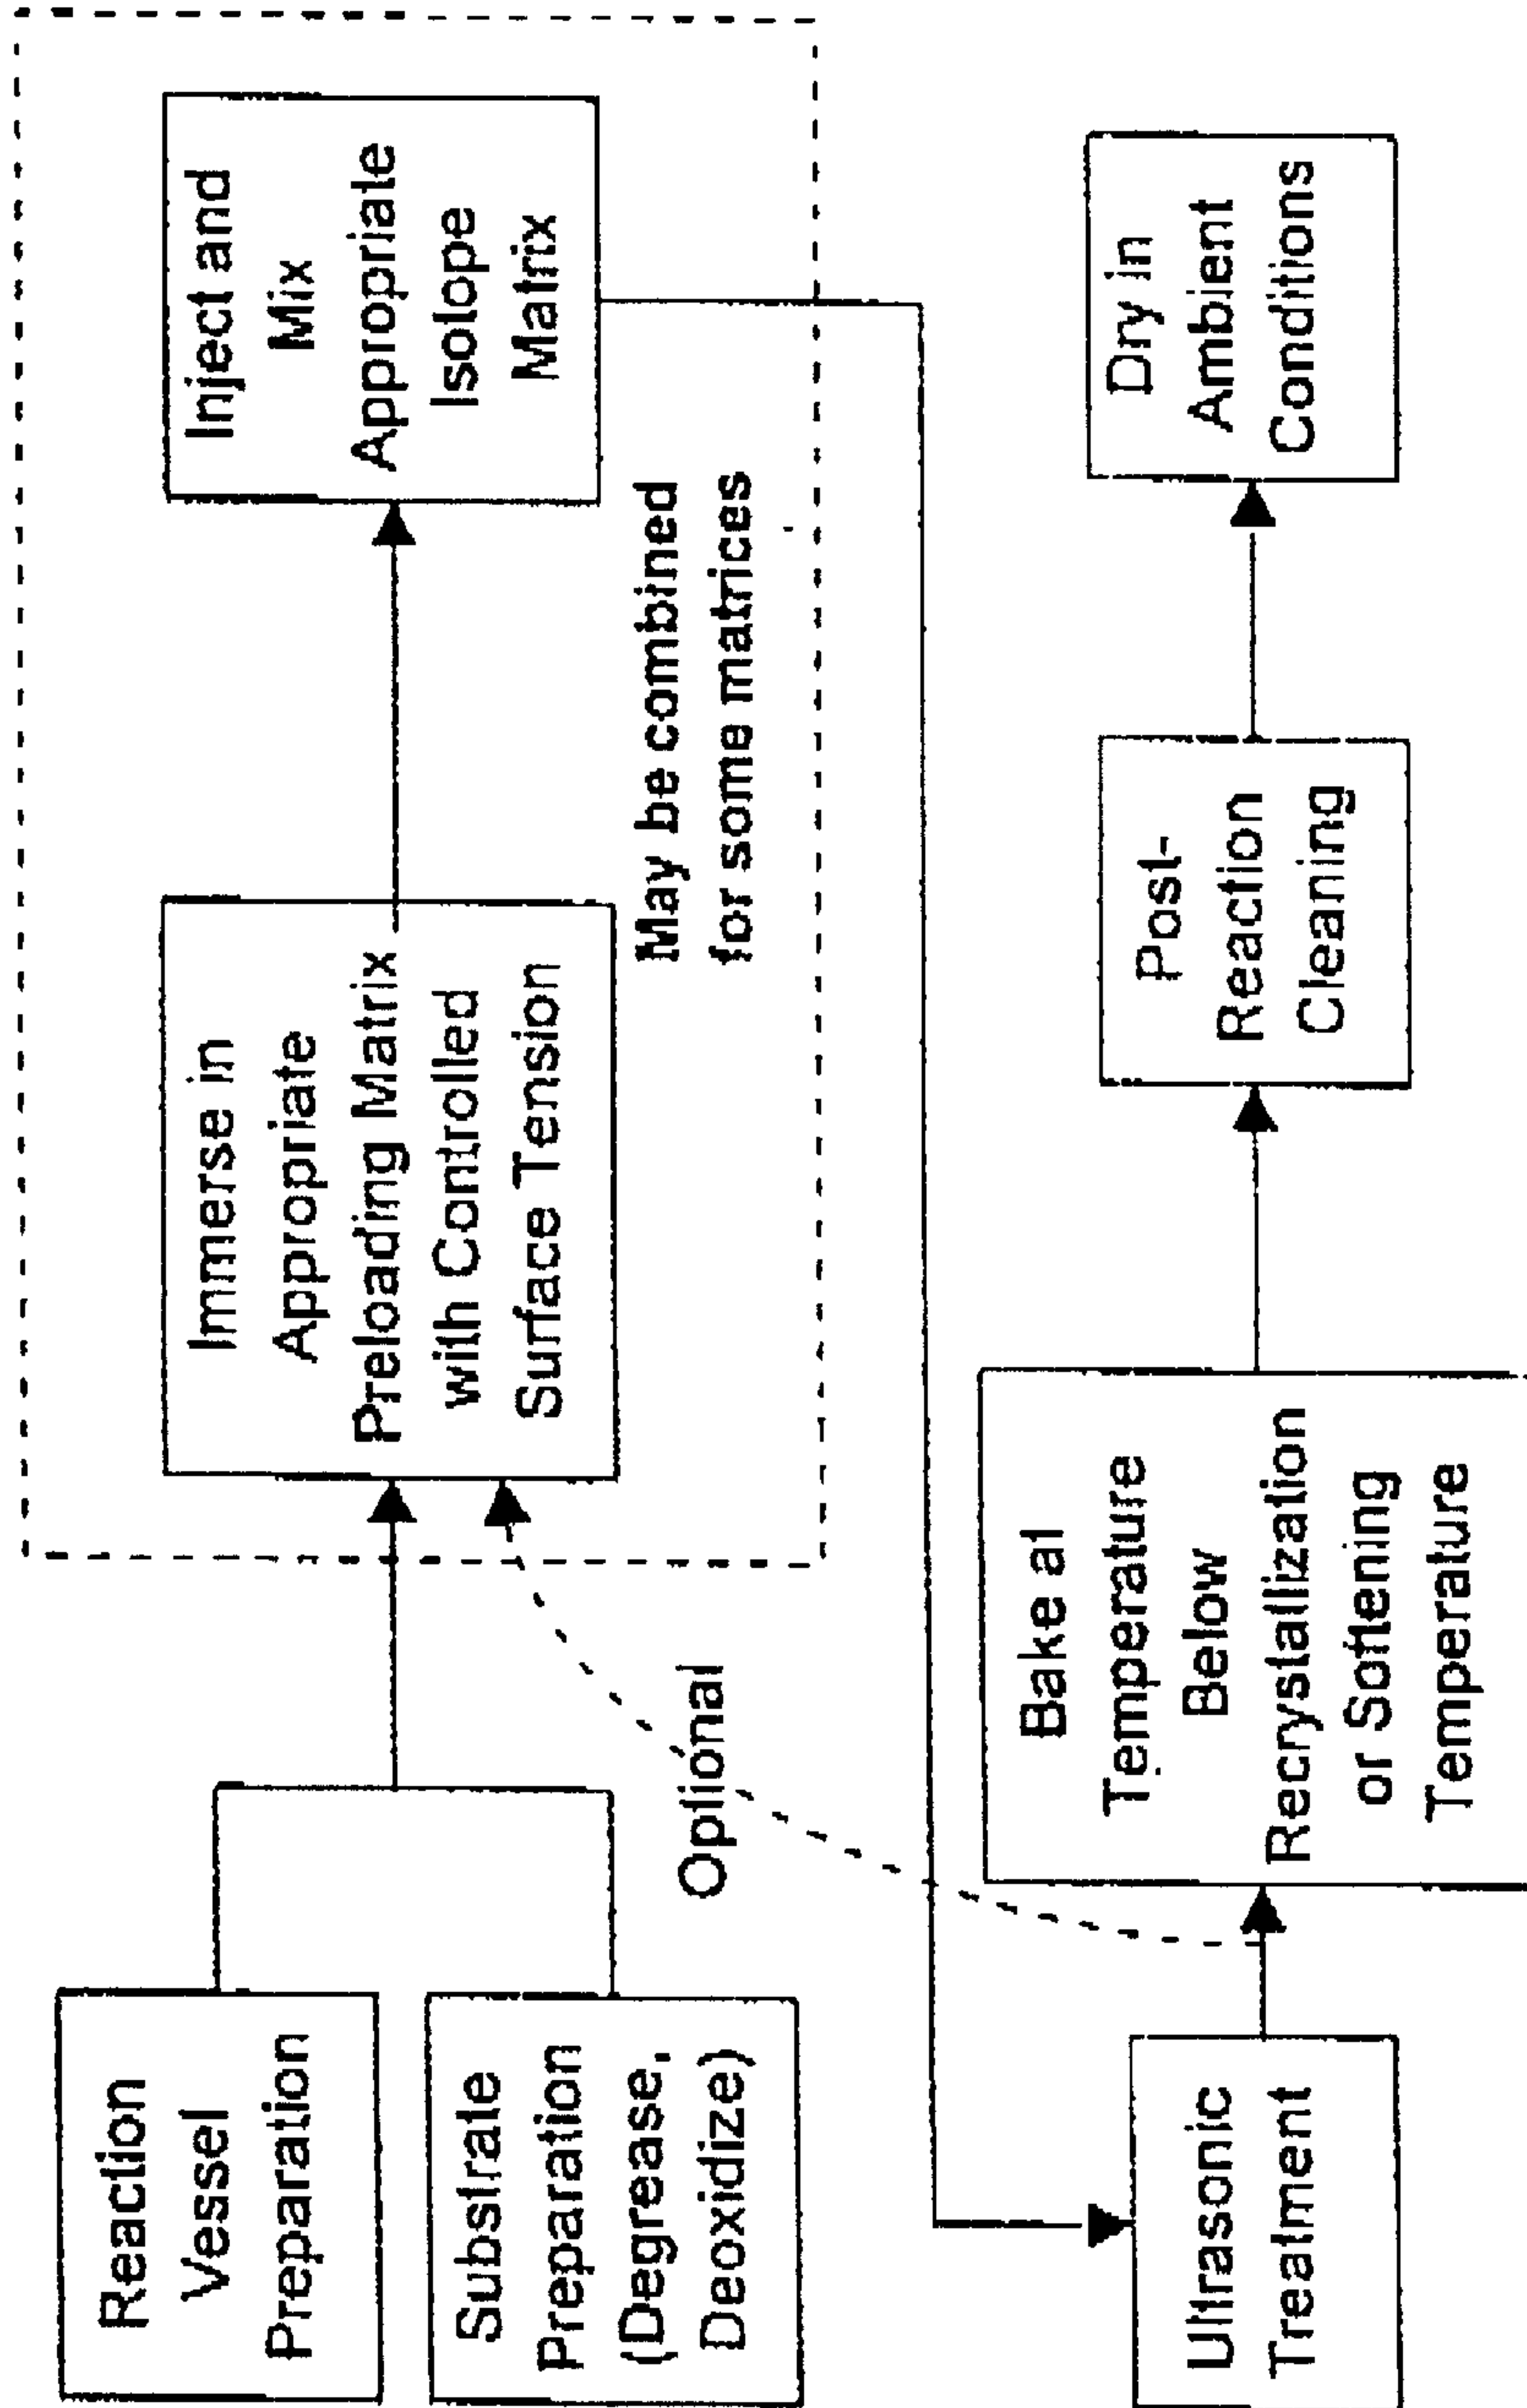 Reaction
Vessel
Preparation
Substrate
Preparation
(Degrease,
Deoxidize)
Immerse in
Appropriate
Preloading Matrix
with Controlled
Surface Tension
Inject and
Mix
Appropriate
Isolope
Matrix
May be combined
for some matrices
Optional
Ultrasonic
Treatment
Bake at
Temperature
Below
Recrystallization
or Softening
Temperature
Post-
Reaction
Cleaning
Dry in
Ambient
Conditions